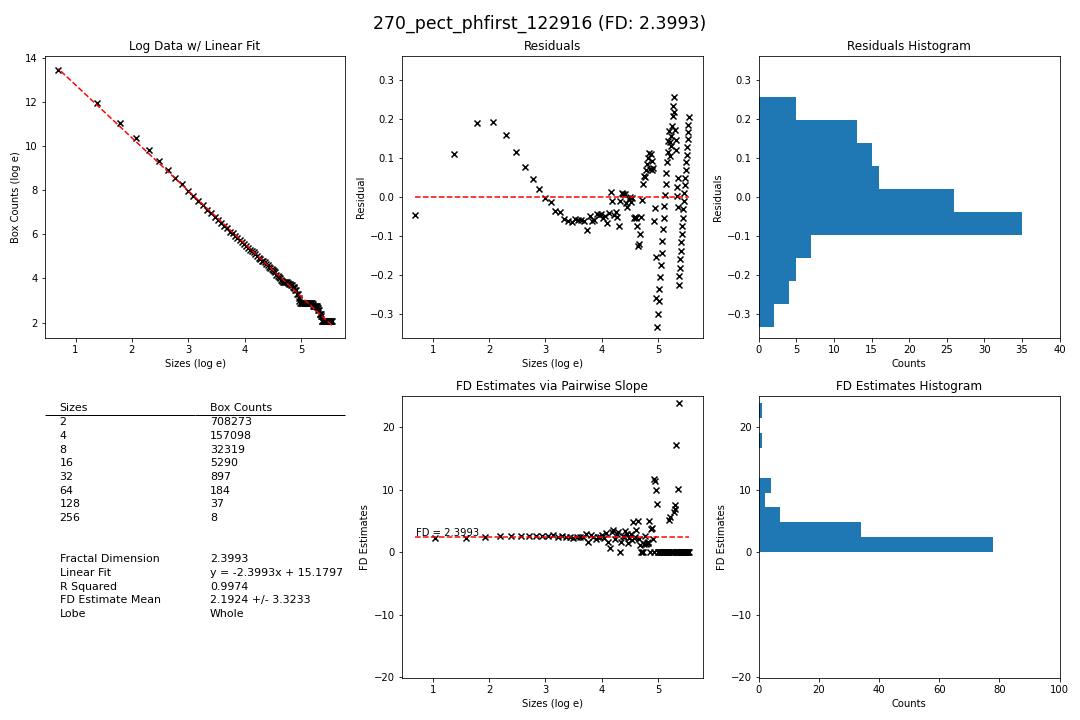 270_pect_phfirst_122916 (FD: 2.3993)
Log Data w/ Linear Fit
Box Counts (log e)
14
12
10
8
6
4
2
1 2 3 4 5
Sizes (log e)
Residuals
Residual
0.3
0.2
0.1
0.0
−0.1
−0.2
−0.3
1 2 3 4 5
Sizes (log e)
Residuals Histogram
Residuals
0.3
0.2
0.1
0.0
−0.1
−0.2
−0.3
0 5 10 15 20 25 30 35 40
Counts
Sizes Box Counts
2 708273
4 157098
8 32319
16 5290
32 897
64 184
128 37
256 8
Fractal Dimension 2.3993
Linear Fit y = -2.3993x + 15.1797
R Squared 0.9974
FD Estimate Mean 2.1924 +/- 3.3233
Lobe Whole
FD Estimates via Pairwise Slope
FD Estimates
20
10
0
−10
−20
FD = 2.3993
1 2 3 4 5
Sizes (log e)
FD Estimates Histogram
FD Estimates
20
10
0
−10
−20
0 20 40 60 80 100
Counts